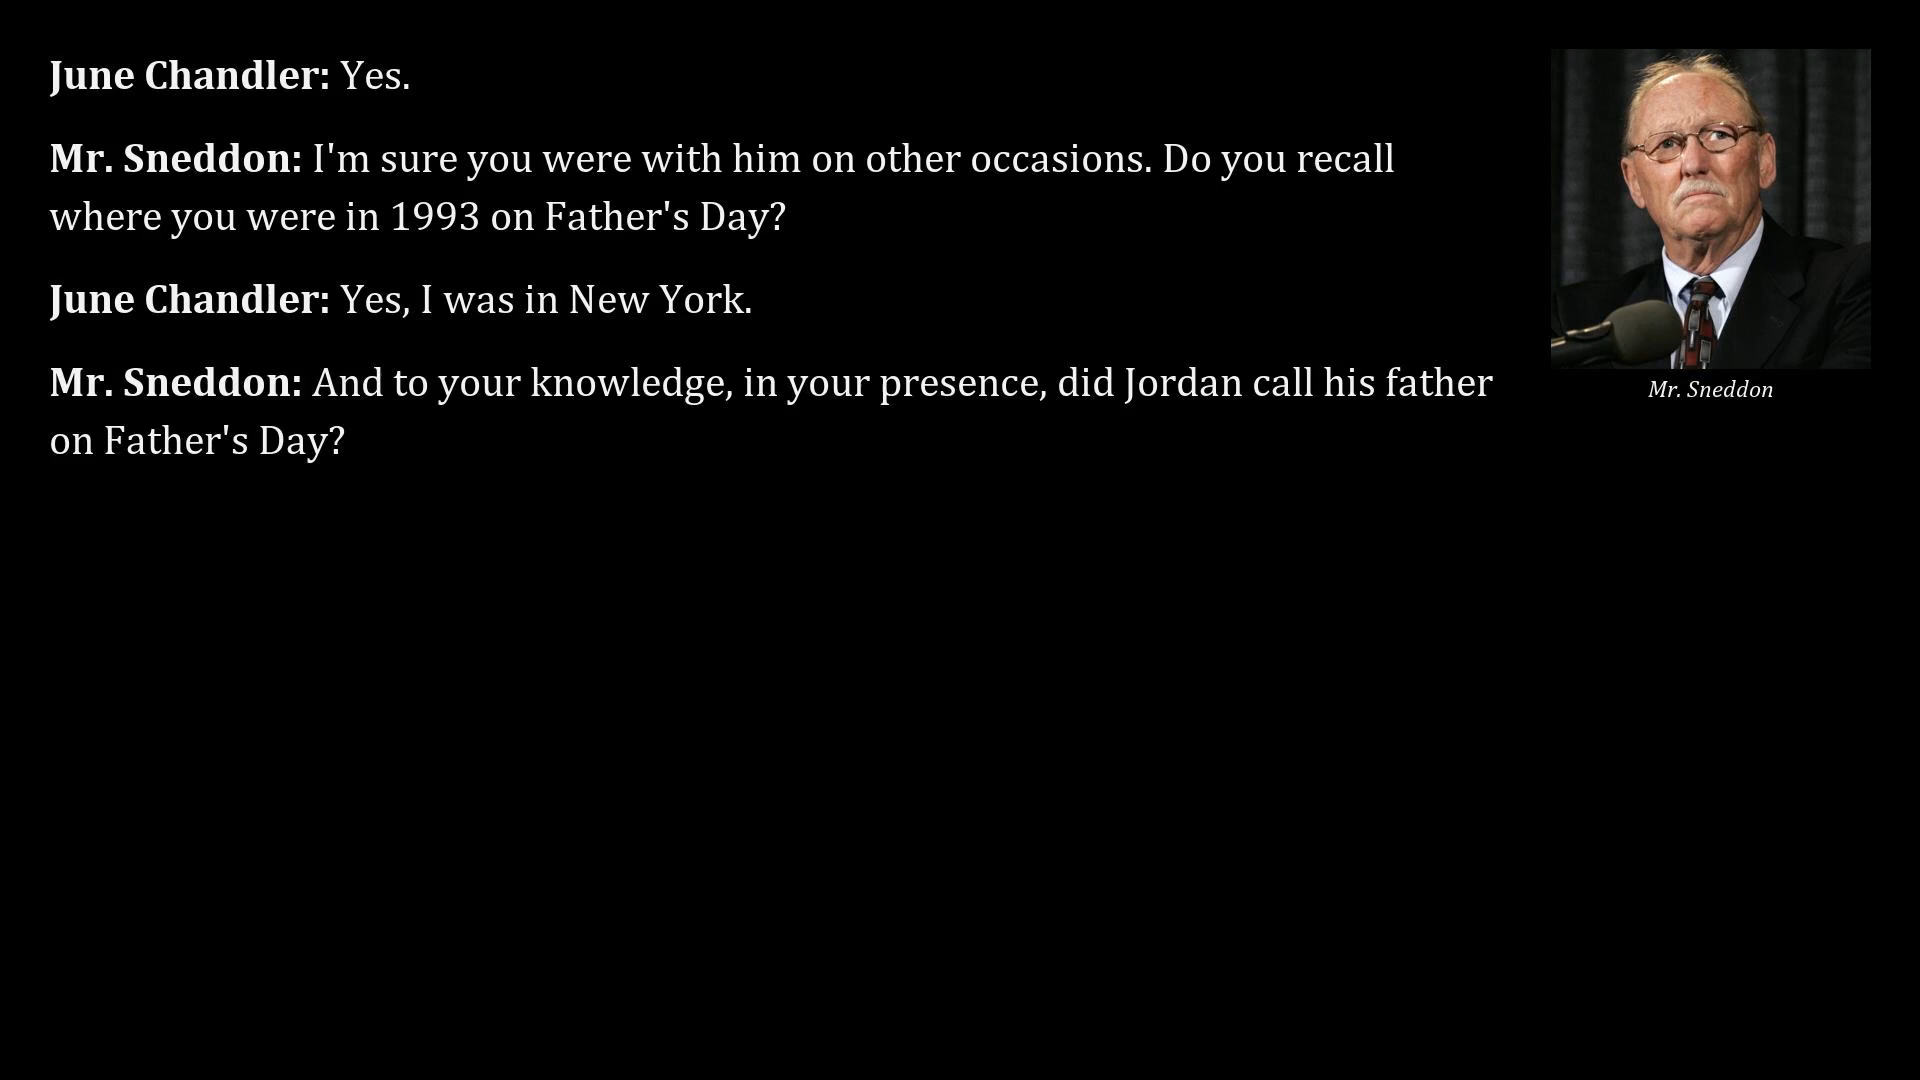 June Chandler: Yes.
Mr. Sneddon: I'm sure you were with him on other occasions. Do you recall
where you were in 1993 on Father's Day?
June Chandler: Yes, I was in New York.
Mr. Sneddon: And to your knowledge, in your presence, did Jordan call his father
on Father's Day?
Mr. Sneddon